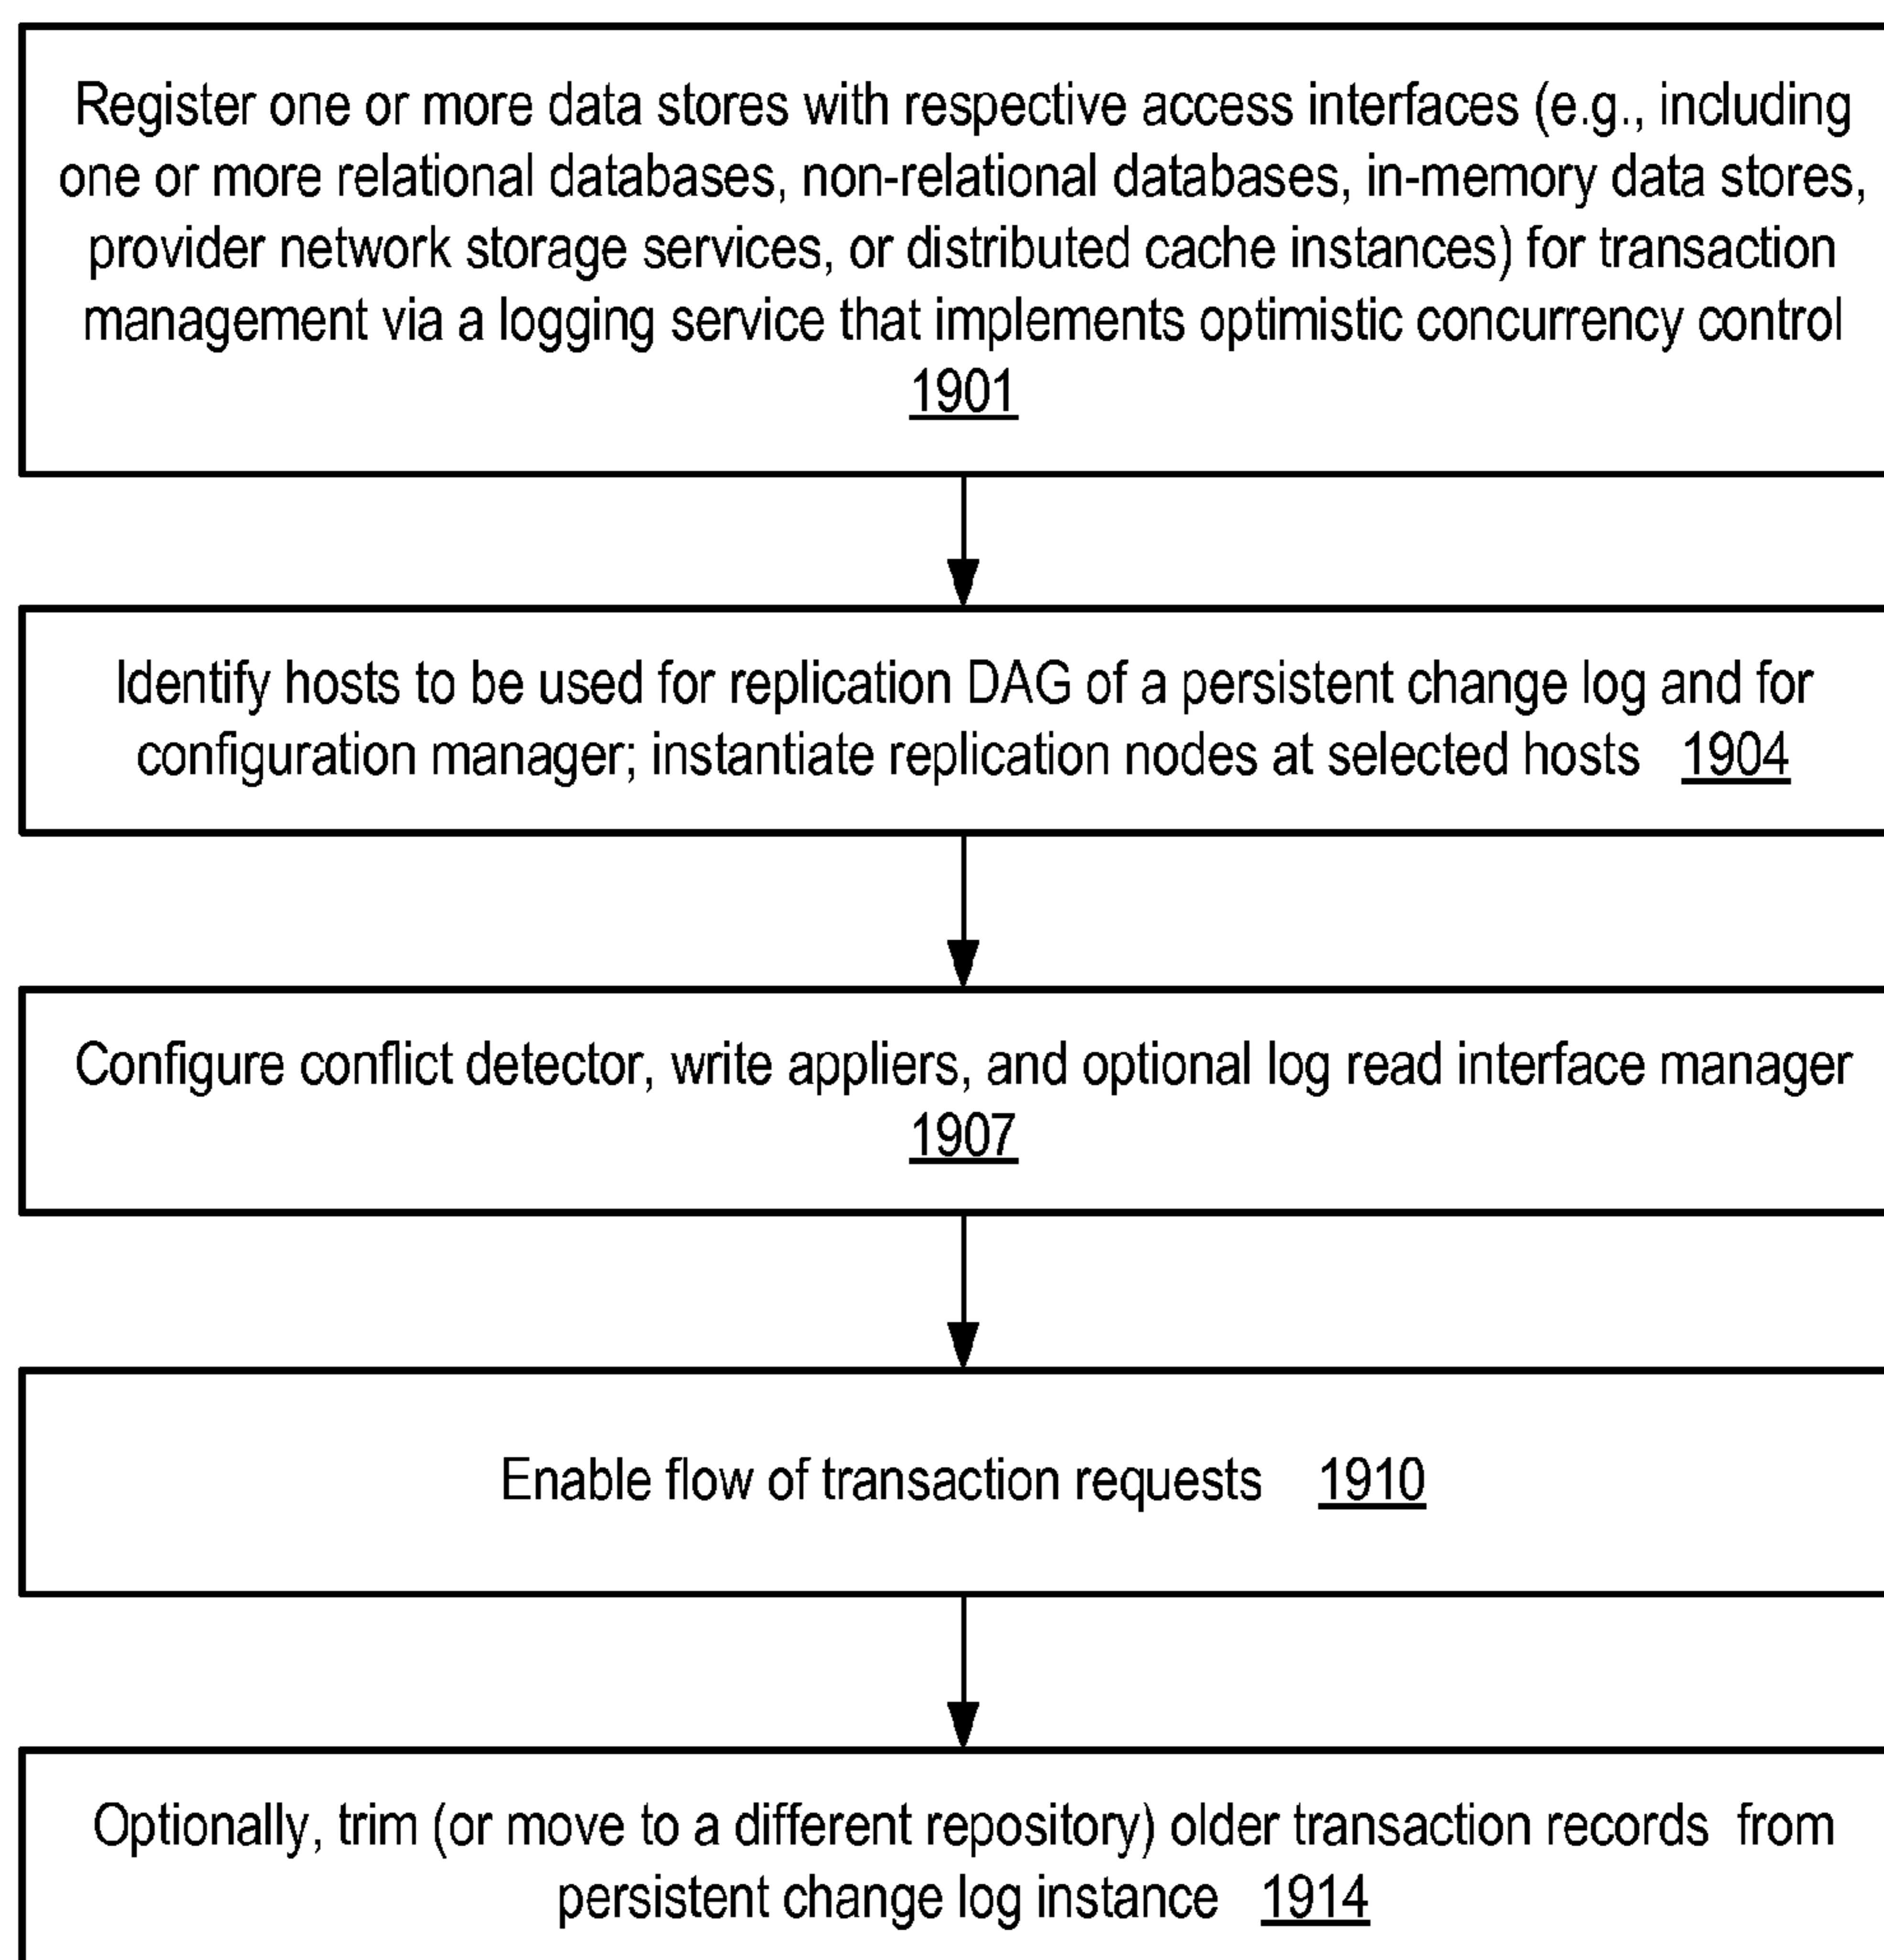 Register one or more data stores with respective access interfaces (e.g., including
one or more relational databases, non-relational databases, in-memory data stores,
provider network storage services, or distributed cache instances) for transaction
management via a logging service that implements optimistic concurrency control
1901
Identify hosts to be used for replication DAG of a persistent change log and for
configuration manager; instantiate replication nodes at selected hosts 1904
Configure conflict detector, write appliers, and optional log read interface manager
1907
Enable flow of transaction requests 1910
Optionally, trim (or move to a different repository) older transaction records from
persistent change log instance 1914